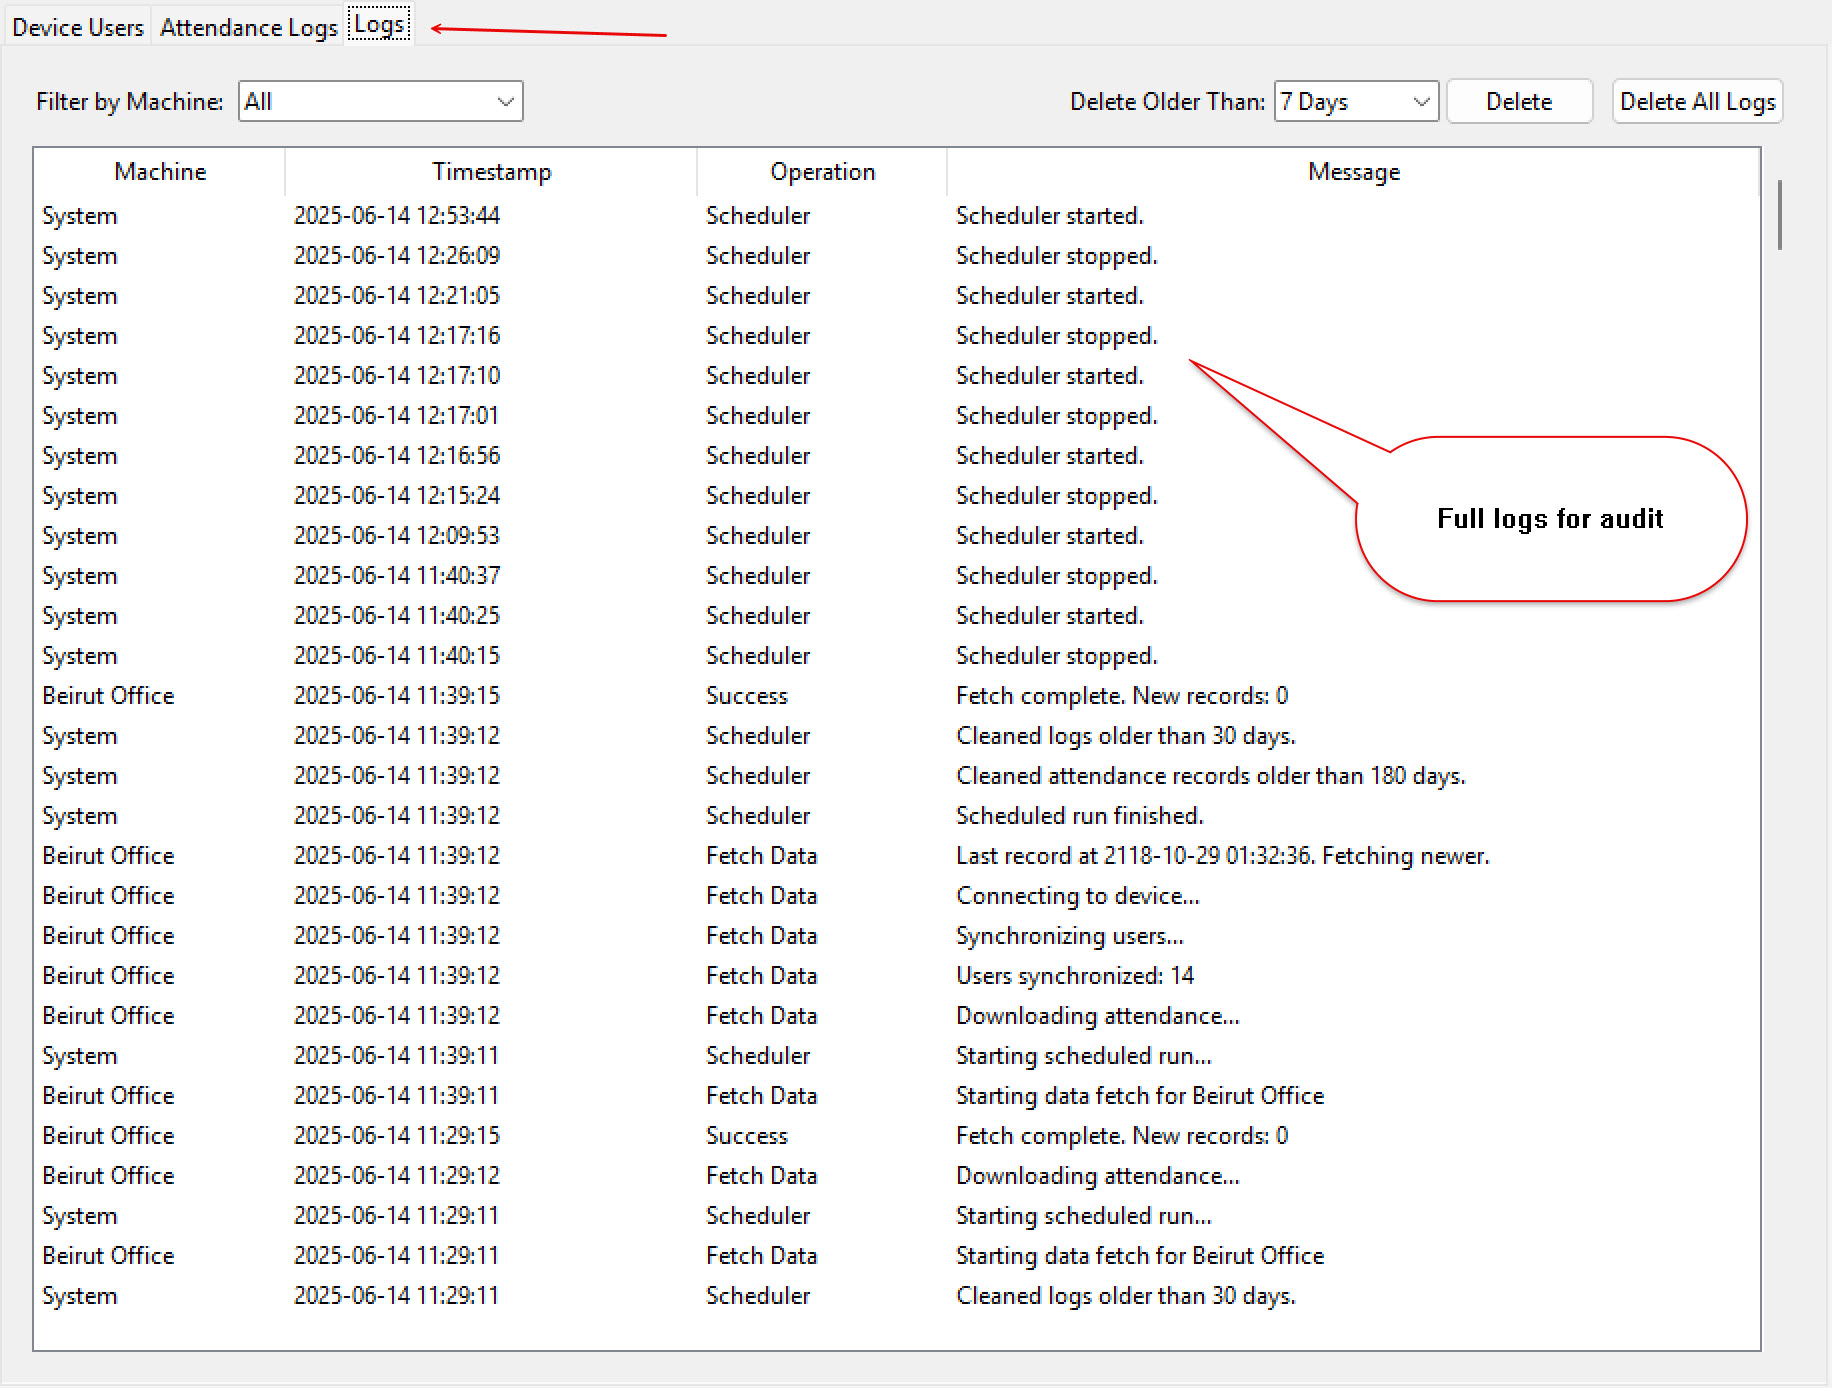 Device Users Attendance Logs Logs
Filter by Machine: All Delete Older Than: 7 Days Delete Delete All Logs
Machine Timestamp Operation Message
System 2025-06-14 12:53:44 Scheduler Scheduler started.
System 2025-06-14 12:26:09 Scheduler Scheduler stopped.
System 2025-06-14 12:21:05 Scheduler Scheduler started.
System 2025-06-14 12:17:16 Scheduler Scheduler stopped.
System 2025-06-14 12:17:10 Scheduler Scheduler started.
System 2025-06-14 12:17:01 Scheduler Scheduler stopped.
System 2025-06-14 12:16:56 Scheduler Scheduler started.
System 2025-06-14 12:15:24 Scheduler Scheduler stopped.
Full logs for audit
System 2025-06-14 12:09:53 Scheduler Scheduler started.
System 2025-06-14 11:40:37 Scheduler Scheduler stopped.
System 2025-06-14 11:40:25 Scheduler Scheduler started.
System 2025-06-14 11:40:15 Scheduler Scheduler stopped.
Beirut Office 2025-06-14 11:39:15 Success Fetch complete. New records: 0
System 2025-06-14 11:39:12 Scheduler Cleaned logs older than 30 days.
System 2025-06-14 11:39:12 Scheduler Cleaned attendance records older than 180 days.
System 2025-06-14 11:39:12 Scheduler Scheduled run finished.
Beirut Office 2025-06-14 11:39:12 Fetch Data Last record at 2118-10-29 01:32:36. Fetching newer.
Beirut Office 2025-06-14 11:39:12 Fetch Data Connecting to device...
Beirut Office 2025-06-14 11:39:12 Fetch Data Synchronizing users...
Beirut Office 2025-06-14 11:39:12 Fetch Data Users synchronized: 14
Beirut Office 2025-06-14 11:39:12 Fetch Data Downloading attendance...
System 2025-06-14 11:39:11 Scheduler Starting scheduled run...
Beirut Office 2025-06-14 11:39:11 Fetch Data Starting data fetch for Beirut Office
Beirut Office 2025-06-14 11:29:15 Success Fetch complete. New records: 0
Beirut Office 2025-06-14 11:29:12 Fetch Data Downloading attendance...
System 2025-06-14 11:29:11 Scheduler Starting scheduled run...
Beirut Office 2025-06-14 11:29:11 Fetch Data Starting data fetch for Beirut Office
System 2025-06-14 11:29:11 Scheduler Cleaned logs older than 30 days.